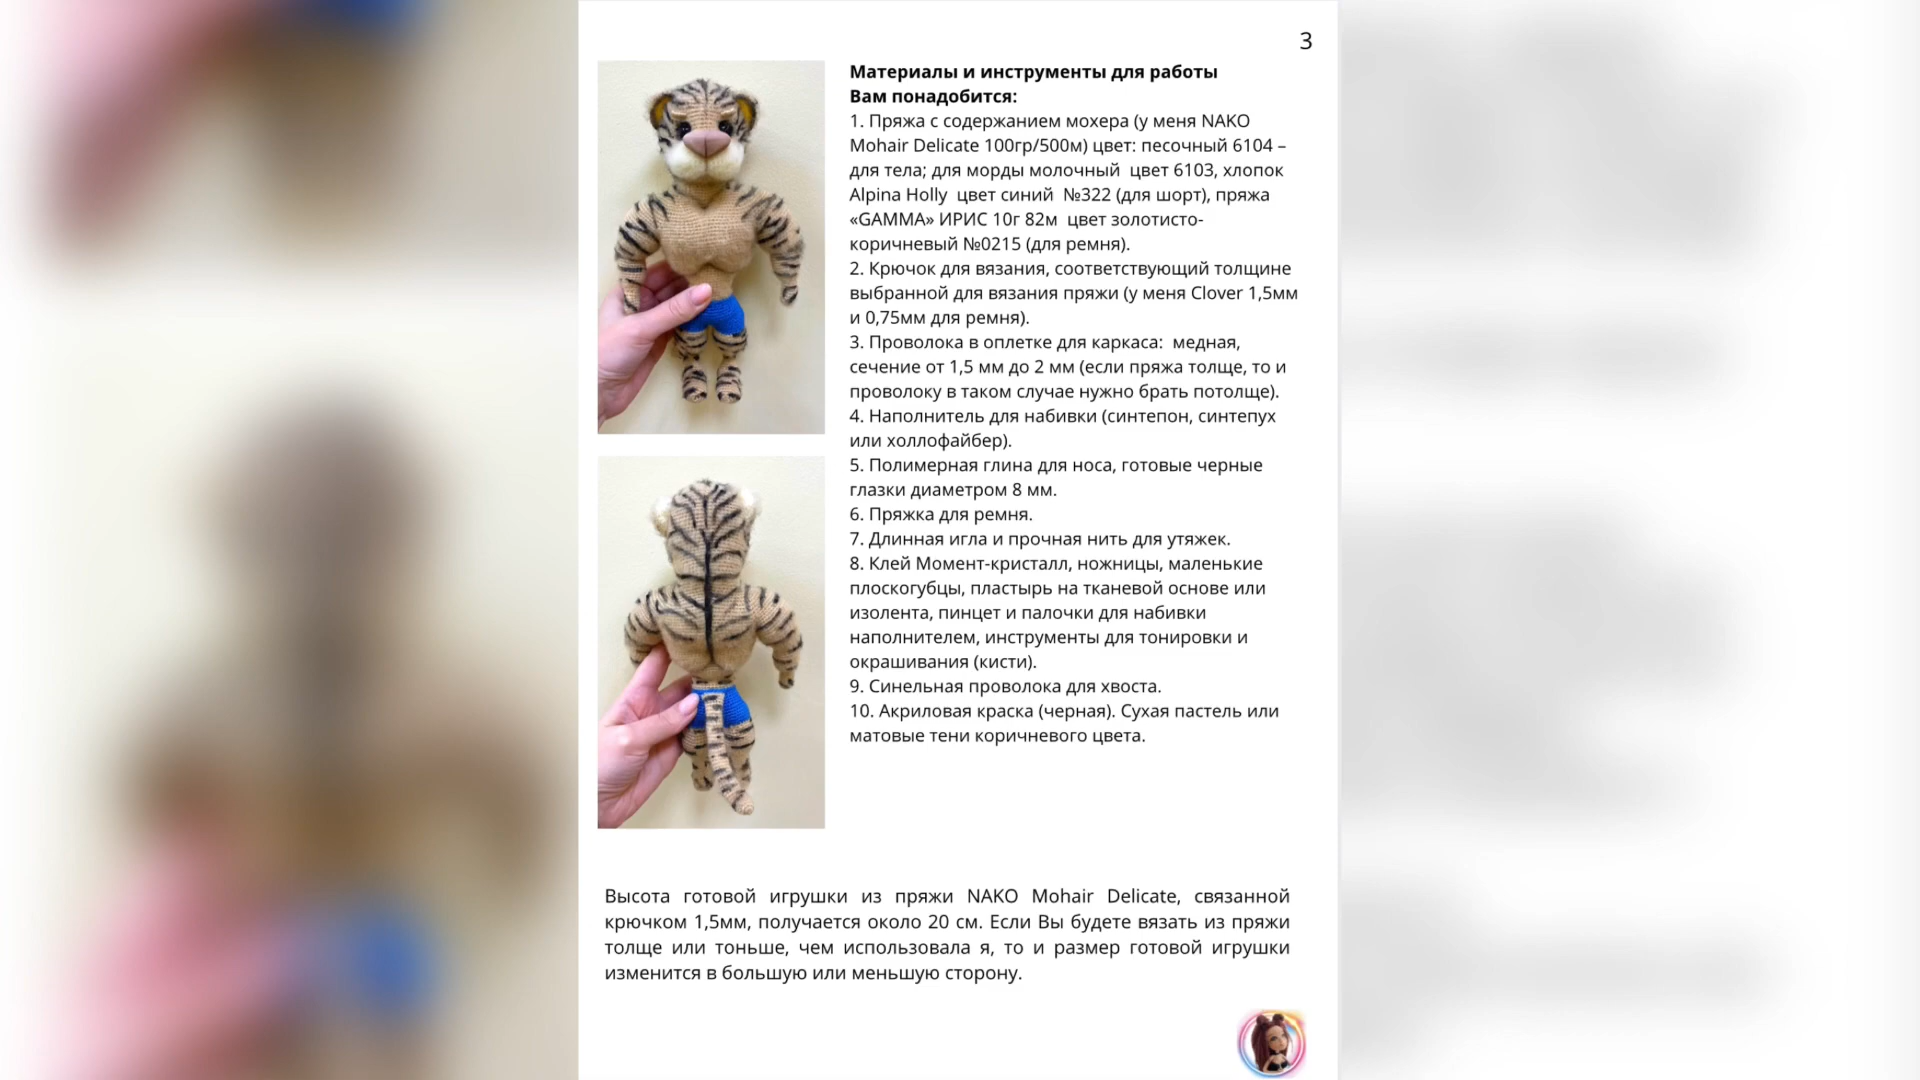 3
Материалы и инструменты для работы
Вам понадобится:
1. Пряжа с содержанием мохера (у меня NAKO
Mohair Delicate 100гр/500м) цвет: песочный 6104 –
для тела; для морды молочный  цвет 6103, хлопок
Alpina Holly  цвет синий  №322 (для шорт), пряжа
«GAMMA» ИРИС 10г 82м  цвет золотисто-
коричневый №0215 (для ремня).
2. Крючок для вязания, соответствующий толщине
выбранной для вязания пряжи (у меня Clover 1,5мм
и 0,75мм для ремня).
3. Проволока в оплетке для каркаса:  медная,
сечение от 1,5 мм до 2 мм (если пряжа толще, то и
проволоку в таком случае нужно брать потолще).
4. Наполнитель для набивки (синтепон, синтепух
или холлофайбер).
5. Полимерная глина для носа, готовые черные
глазки диаметром 8 мм.
6. Пряжка для ремня.
7. Длинная игла и прочная нить для утяжек.
8. Клей Момент-кристалл, ножницы, маленькие
плоскогубцы, пластырь на тканевой основе или
изолента, пинцет и палочки для набивки
наполнителем, инструменты для тонировки и
окрашивания (кисти).
9. Синельная проволока для хвоста.
10. Акриловая краска (черная). Сухая пастель или
матовые тени коричневого цвета.
Высота готовой игрушки из пряжи NAKO Mohair Delicate, связанной
крючком 1,5мм, получается около 20 см. Если Вы будете вязать из пряжи
толще или тоньше, чем использовала я, то и размер готовой игрушки
изменится в большую или меньшую сторону.